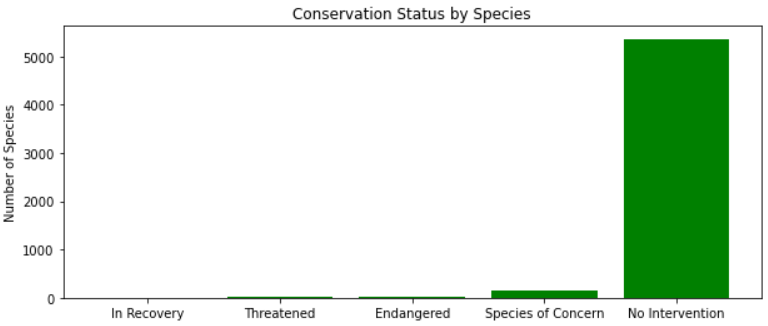 Conservation Status by Species
Number of Species
5000
4000
3000
2000
1000
0
In Recovery Threatened Endangered Species of Concern No Intervention